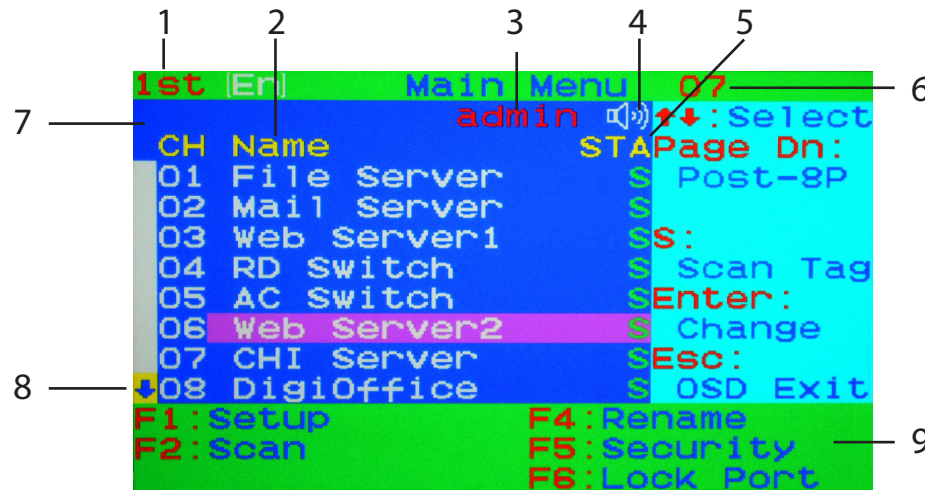 1 2 3 4 5
1st [En] Main Menu 07 6
7 admin ↑↓:Select
CH Name STA Page Dn:
01 File Server S Post-8P
02 Mail Server S
03 Web Server1 S S:
04 RD Switch S Scan Tag
05 AC Switch S Enter:
06 Web Server2 S Change
07 CHI Server S Esc:
8 ↓08 DigiOffice S OSD Exit
F1:Setup F4:Rename
F2:Scan F5:Security 9
F6:Lock Port